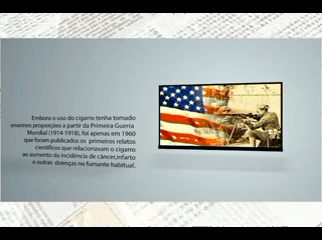 Embora o uso do cigarro tenha tomado
enormes proporções a partir da Primeira Guerra
Mundial (1914-1918), foi apenas em 1960
que foram publicados os primeiros relatos
científicos que relacionavam o cigarro
ao aumento da incidência de câncer,infarto
e outras doenças no fumante habitual.